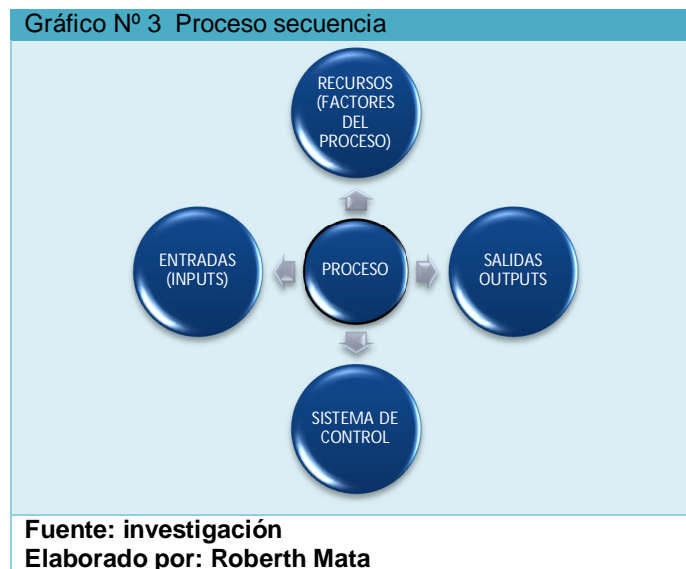 Gráfico Nº 3 Proceso secuencia
RECURSOS
(FACTORES
DEL
PROCESO)
ENTRADAS
(INPUTS)
PROCESO
SALIDAS
OUTPUTS
SISTEMA DE
CONTROL
Fuente: investigación
Elaborado por: Roberth Mata